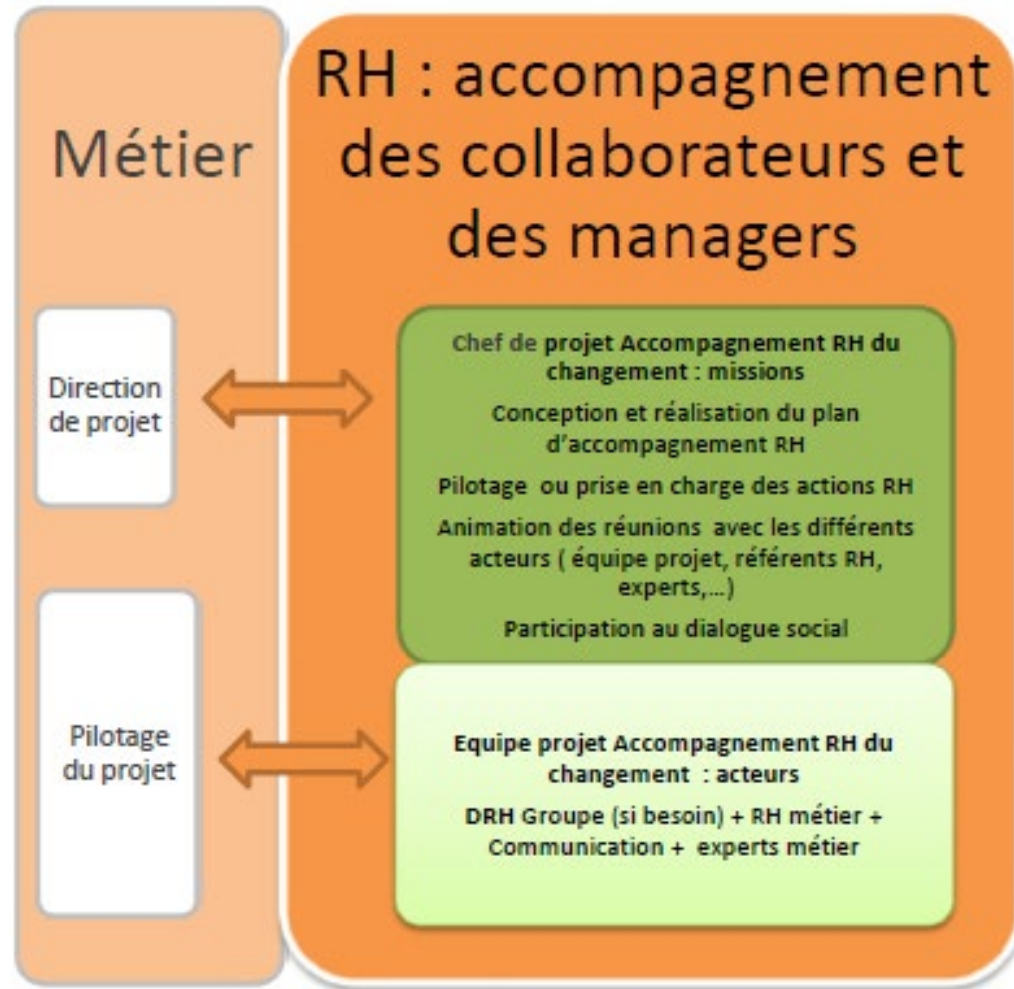 Métier
RH : accompagnement
des collaborateurs et
des managers
Direction
de projet
Chef de projet Accompagnement RH du
changement : missions
Conception et réalisation du plan
d'accompagnement RH
Pilotage ou prise en charge des actions RH
Animation des réunions avec les différents
acteurs ( équipe projet, référents RH,
experts,...)
Participation au dialogue social
Pilotage
du projet
Equipe projet Accompagnement RH du
changement : acteurs
DRH Groupe (si besoin) + RH métier +
Communication + experts métier